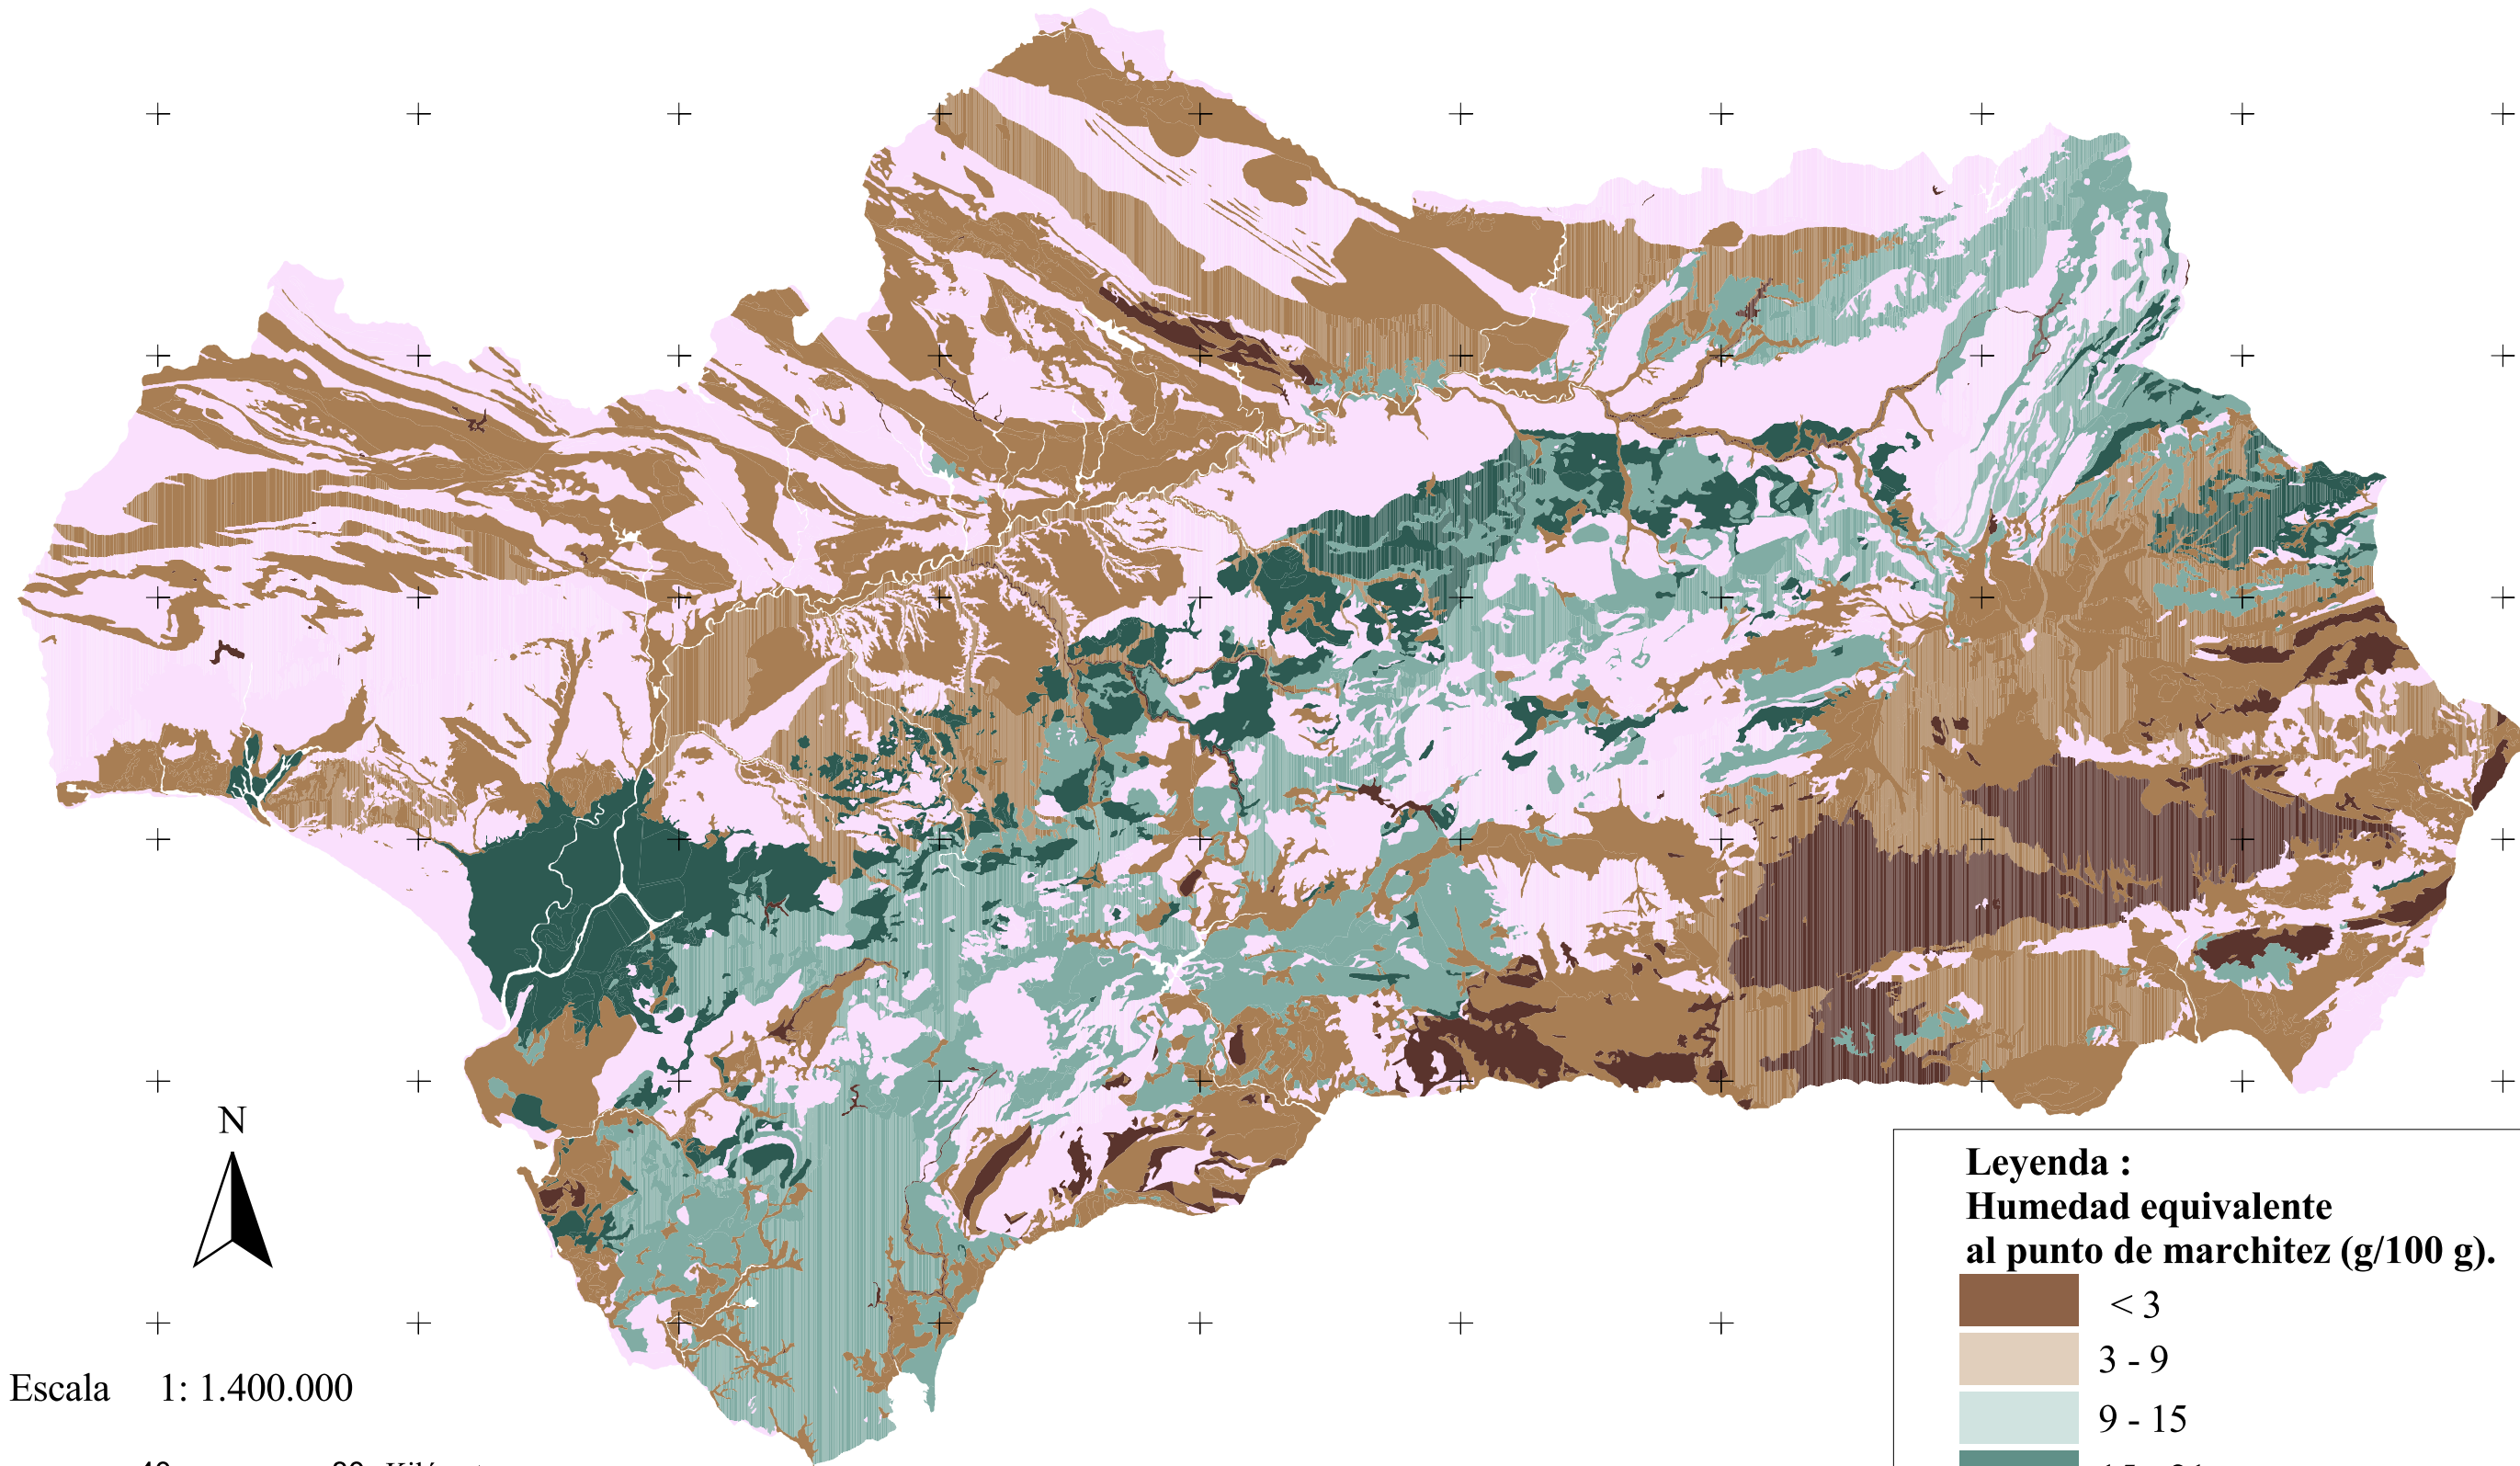 N
Escala 1: 1.400.000
Leyenda :
Humedad equivalente
al punto de marchitez (g/100 g).
< 3
3 - 9
9 - 15